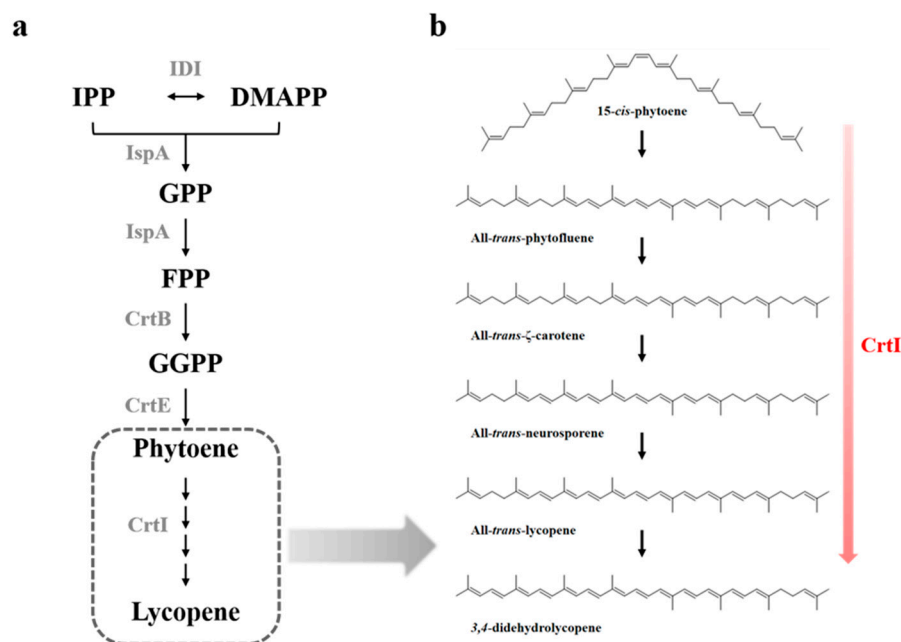 a
IDI
IPP DMAPP
IspA
GPP
IspA
FPP
CrtB
GGPP
CrtE
Phytoene
CrtI
Lycopene
b
15-cis-phytoene
All-trans-phytofluene
All-trans-ζ-carotene
All-trans-neurosporene
All-trans-lycopene
3,4-didehydrolycopene
CrtI